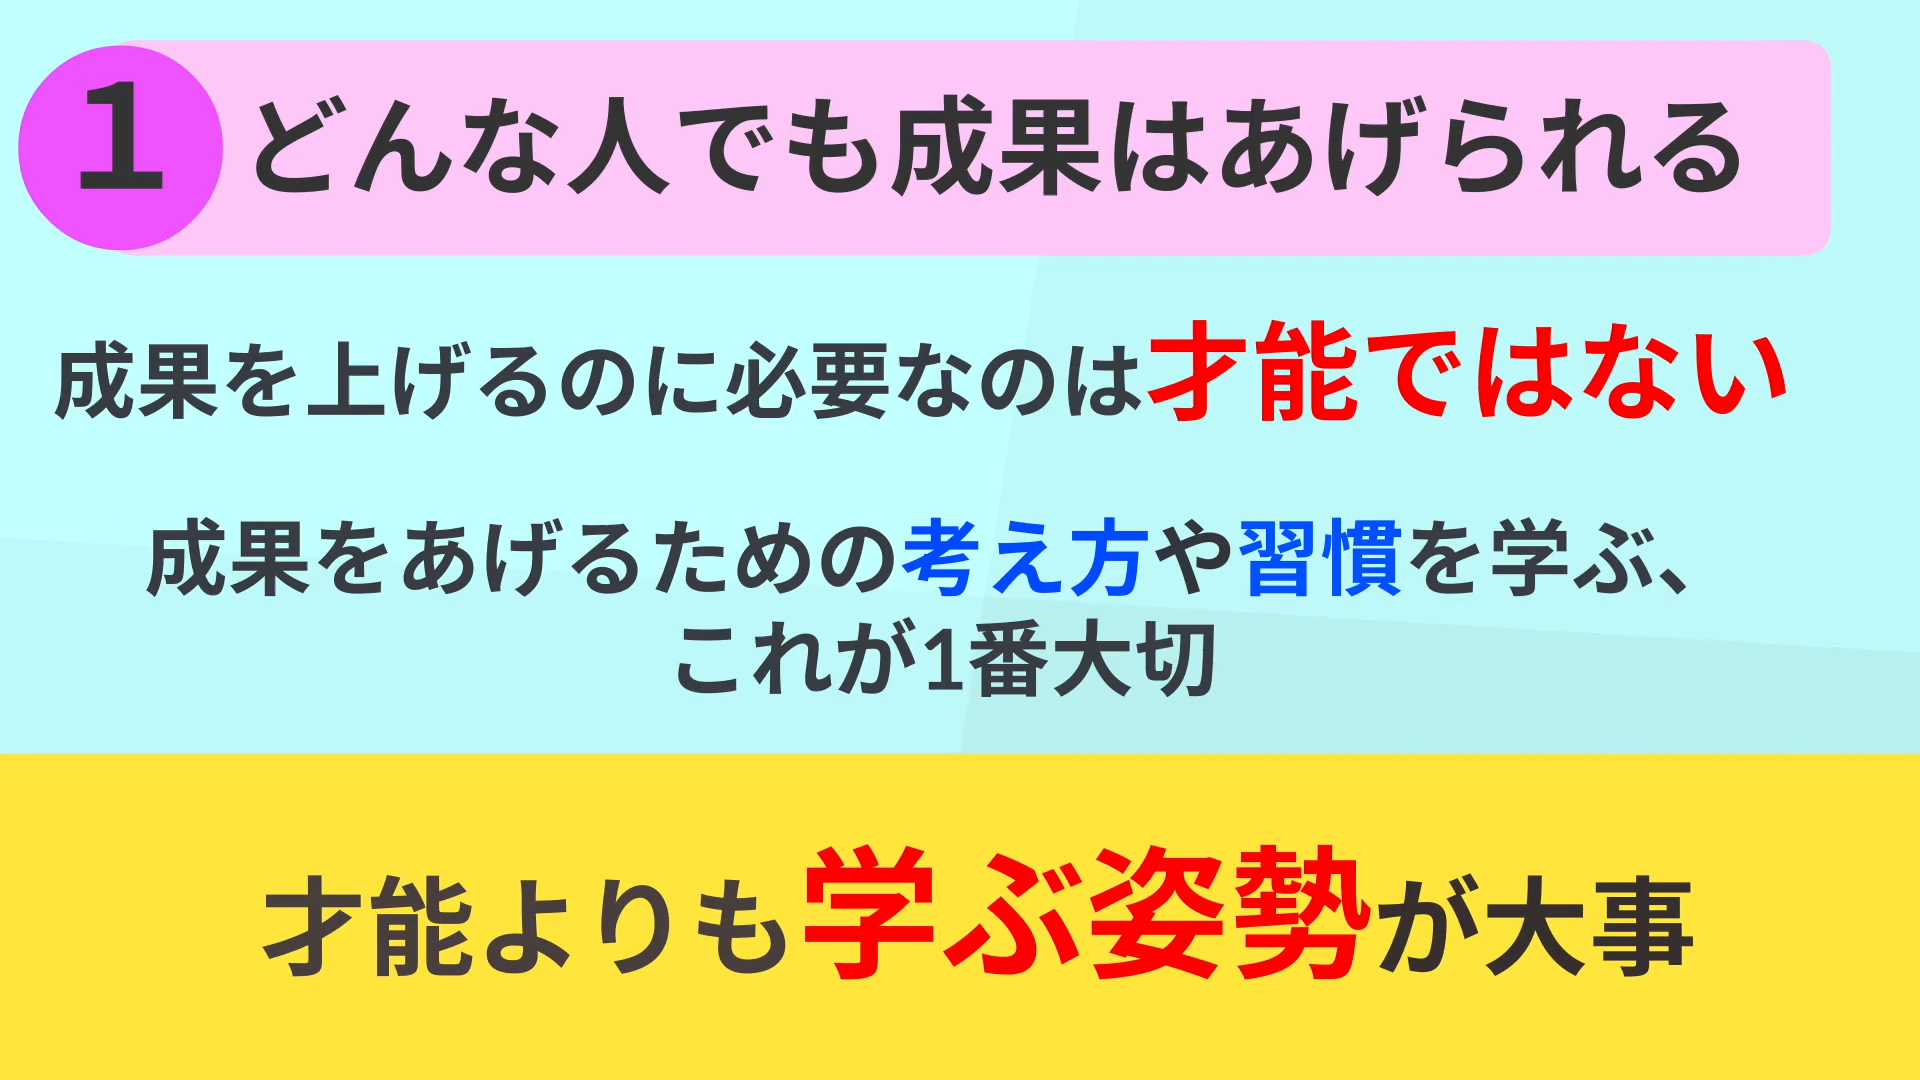 1 どんな人でも成果はあげられる
成果を上げるのに必要なのは才能ではない
成果をあげるための考え方や習慣を学ぶ、
これが1番大切
才能よりも学ぶ姿勢が大事